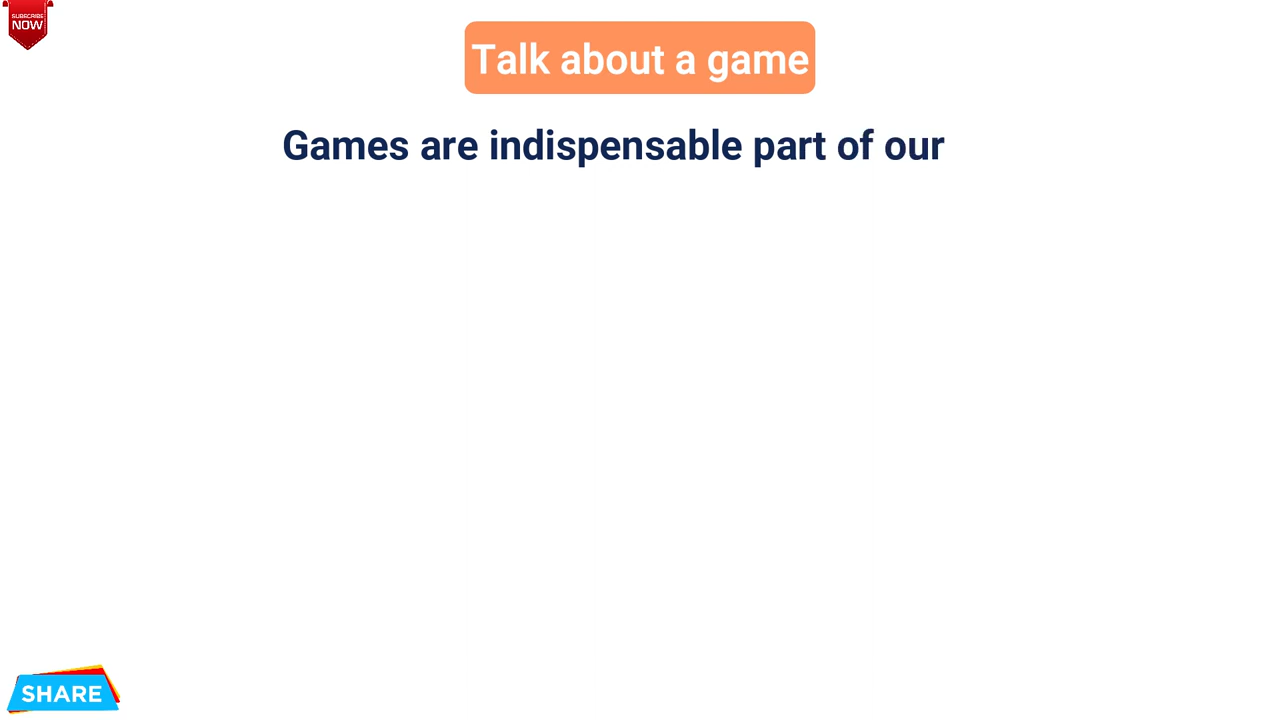 SUBSCRIBE
NOW
Talk about a game
Games are indispensable part of our
SHARE